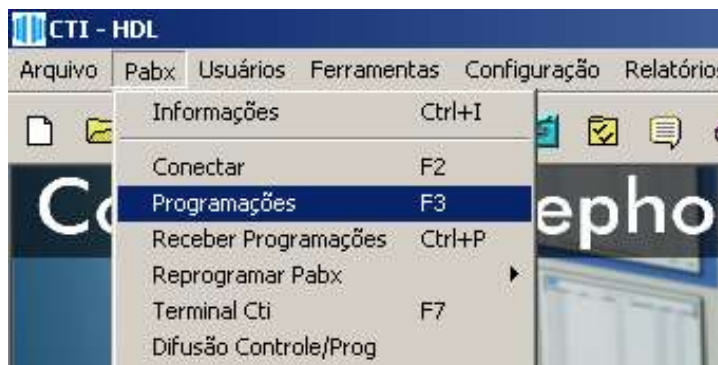 CTI - HDL
Arquivo Pabx Usuários Ferramentas Configuração Relatórios
Informações Ctrl+I
Conectar F2
Programações F3
Receber Programações Ctrl+P
Reprogramar Pabx
Terminal Cti F7
Difusão Controle/Prog